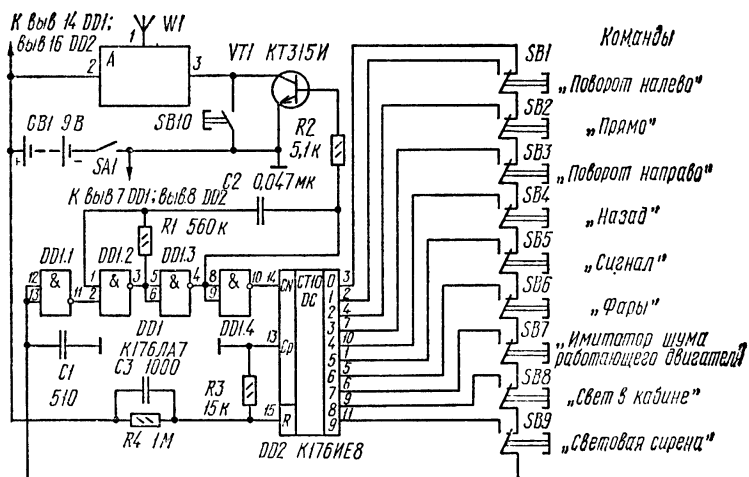 К выв 14 DD1;
выв 16 DD2
W1
1
2
A
3
VT1 КТ315И
SB10
R2
5,1к
GB1 9В
+
−
SA1
К выв 7 DD1; выв. 8 DD2
C2 0,047 мк
R1 560к
DD1.1
DD1.2
DD1.3
12
13
&
11
1
2
&
3
5
6
&
4
8
9
&
10
DD1.4
14
CN
CT10
DC
13
Cp
15
R
0
1
2
3
4
5
6
7
8
9
3
2
4
7
10
1
5
6
9
11
C1
510
DD1
К176ЛА7
C3 1000
R4 1М
R3
15к
DD2 К176ИЕ8
Команды
SB1
„Поворот налево"
SB2
„Прямо"
SB3
„Поворот направо"
SB4
„Назад"
SB5
„Сигнал"
SB6
„Фары"
SB7
„Имитатор шума
работающего двигателя"
SB8
„Свет в кабине"
SB9
„Световая сирена"